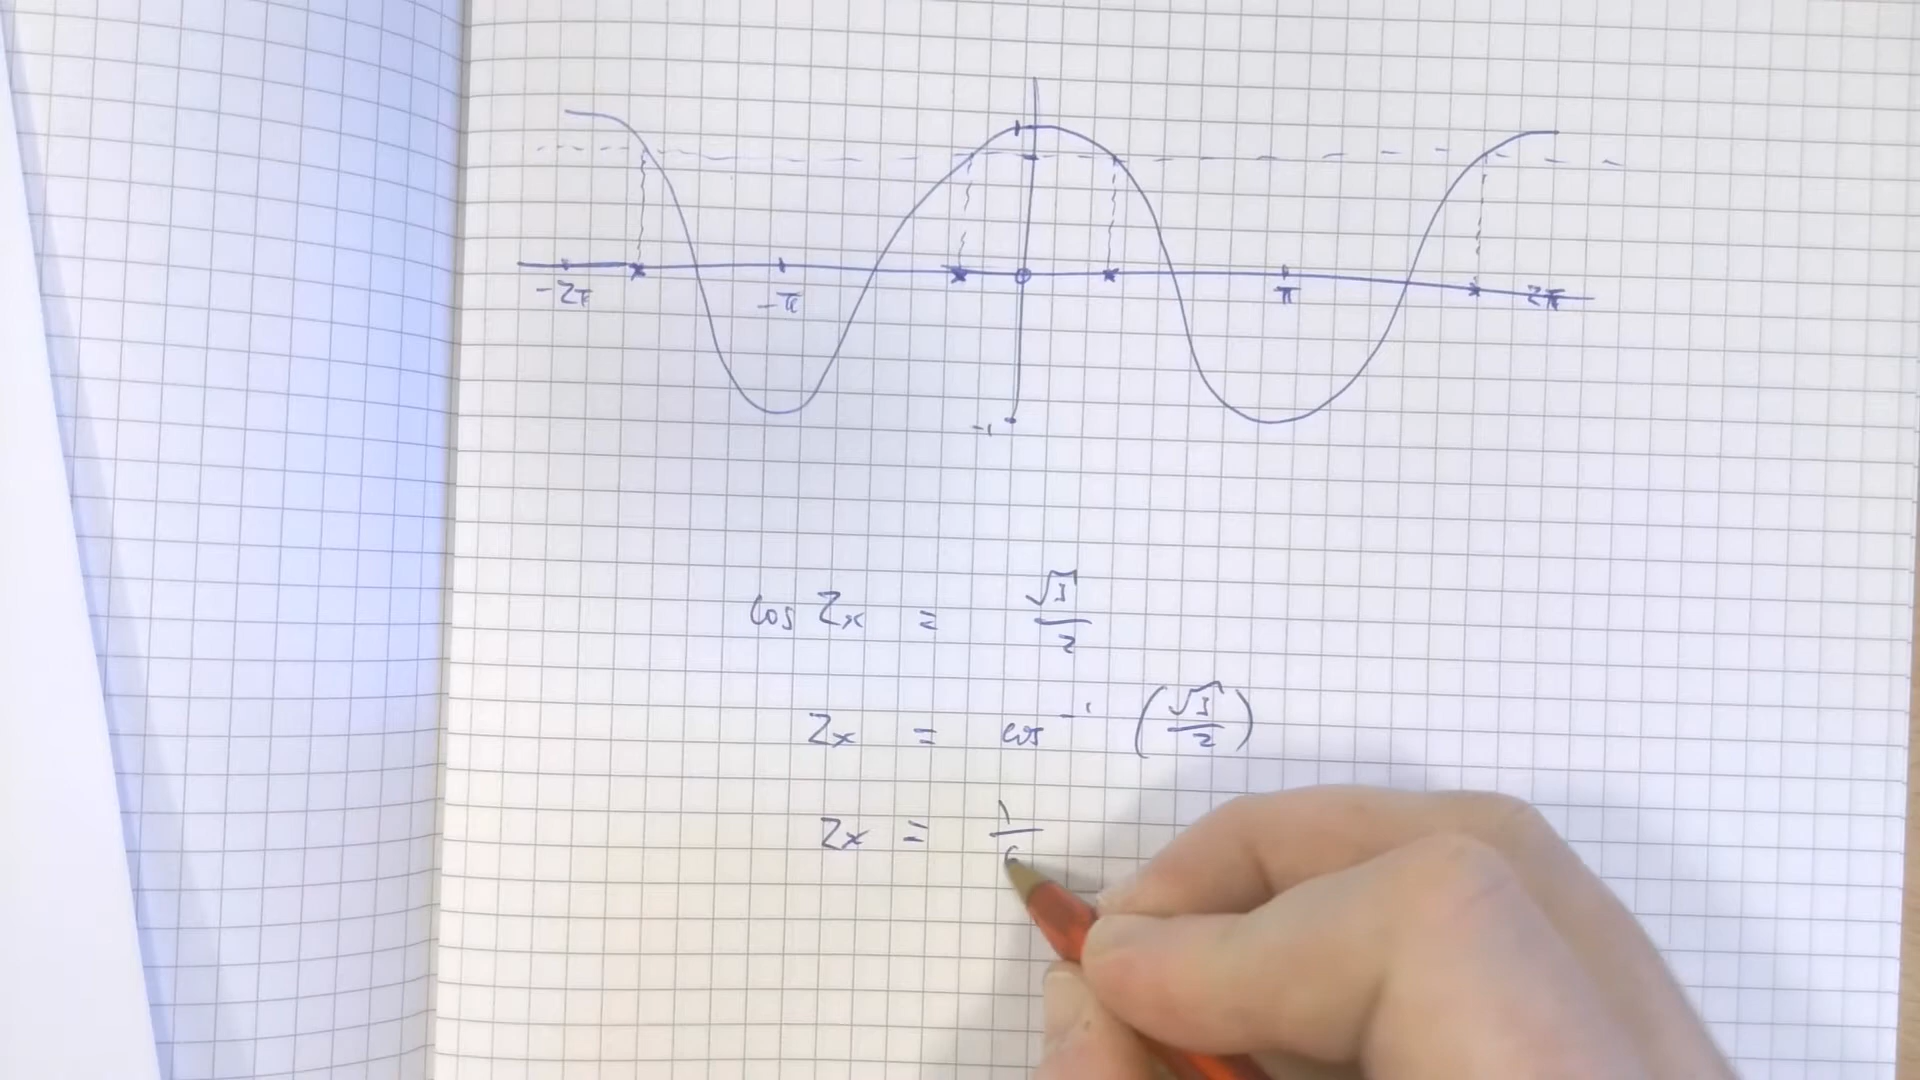 -2π -π π 2π
-1
cos 2x = √3/2
2x = cos⁻¹ (√3/2)
2x = 1/6